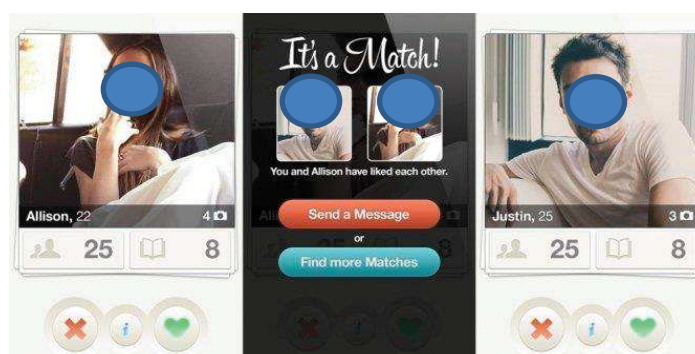 Allison, 22
4
25
8
i
It's a Match!
You and Allison have liked each other.
Send a Message
or
Find more Matches
i
Justin, 25
3
25
8
i